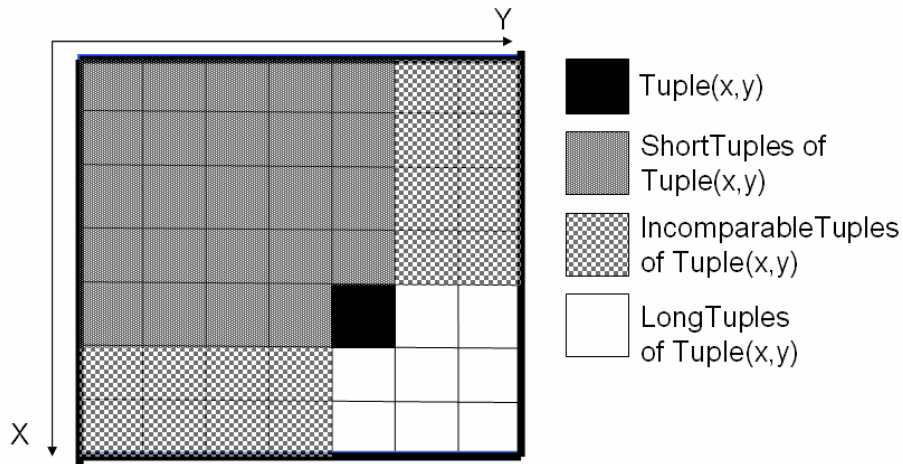 Y
X
Tuple(x,y)
ShortTuples of
Tuple(x,y)
IncomparableTuples
of Tuple(x,y)
LongTuples
of Tuple(x,y)